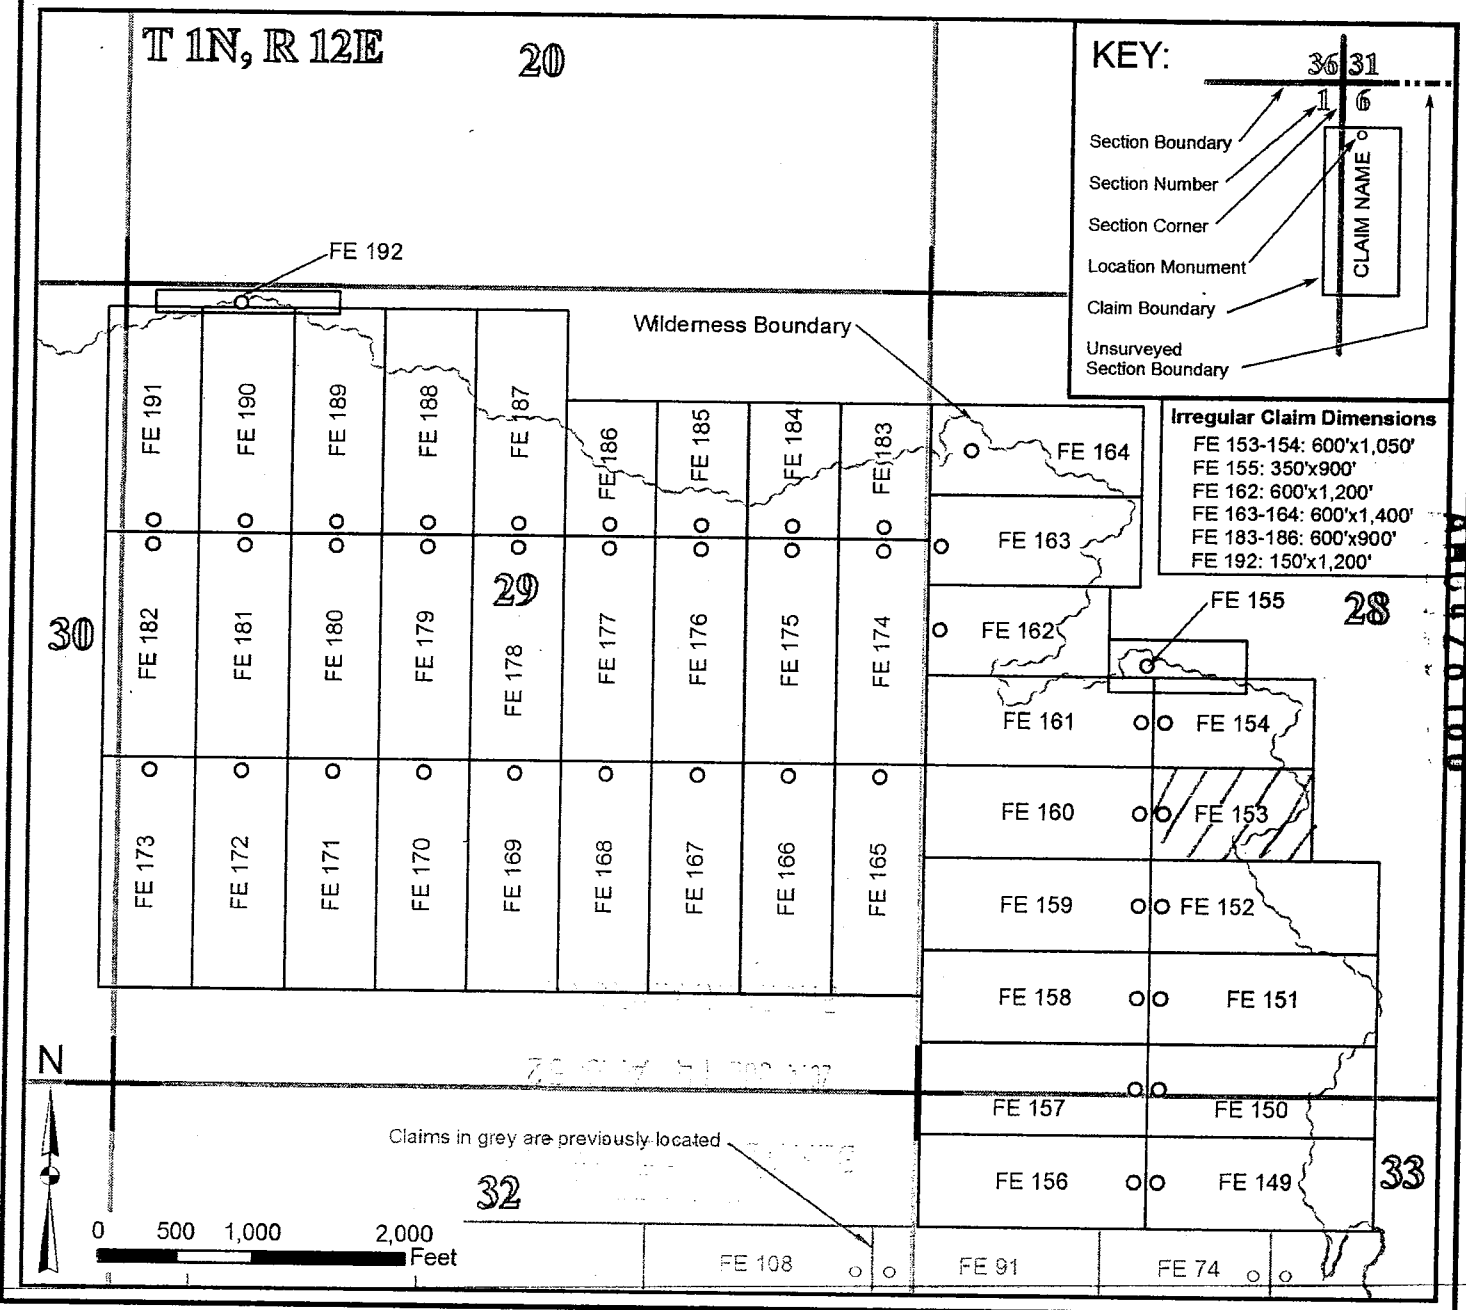 T 1N, R 12E
20
KEY:
36 31
1 6
Section Boundary
Section Number
Section Corner
Location Monument
Claim Boundary
Unsurveyed
Section Boundary
CLAIM NAME
FE 192
Wilderness Boundary
Irregular Claim Dimensions
FE 153-154: 600'x1,050'
FE 155: 350'x900'
FE 162: 600'x1,200'
FE 163-164: 600'x1,400'
FE 183-186: 600'x900'
FE 192: 150'x1,200'
FE 191
FE 190
FE 189
FE 188
FE 187
FE 186
FE 185
FE 184
FE 183
FE 164
FE 163
29
30
28
FE 155
FE 182
FE 181
FE 180
FE 179
FE 178
FE 177
FE 176
FE 175
FE 174
FE 162
FE 161
FE 154
FE 160
FE 153
FE 173
FE 172
FE 171
FE 170
FE 169
FE 168
FE 167
FE 166
FE 165
FE 159
FE 152
FE 158
FE 151
N
FE 157
FE 150
Claims in grey are previously located
32
FE 156
FE 149
33
0 500 1,000 2,000
Feet
FE 108
FE 91
FE 74